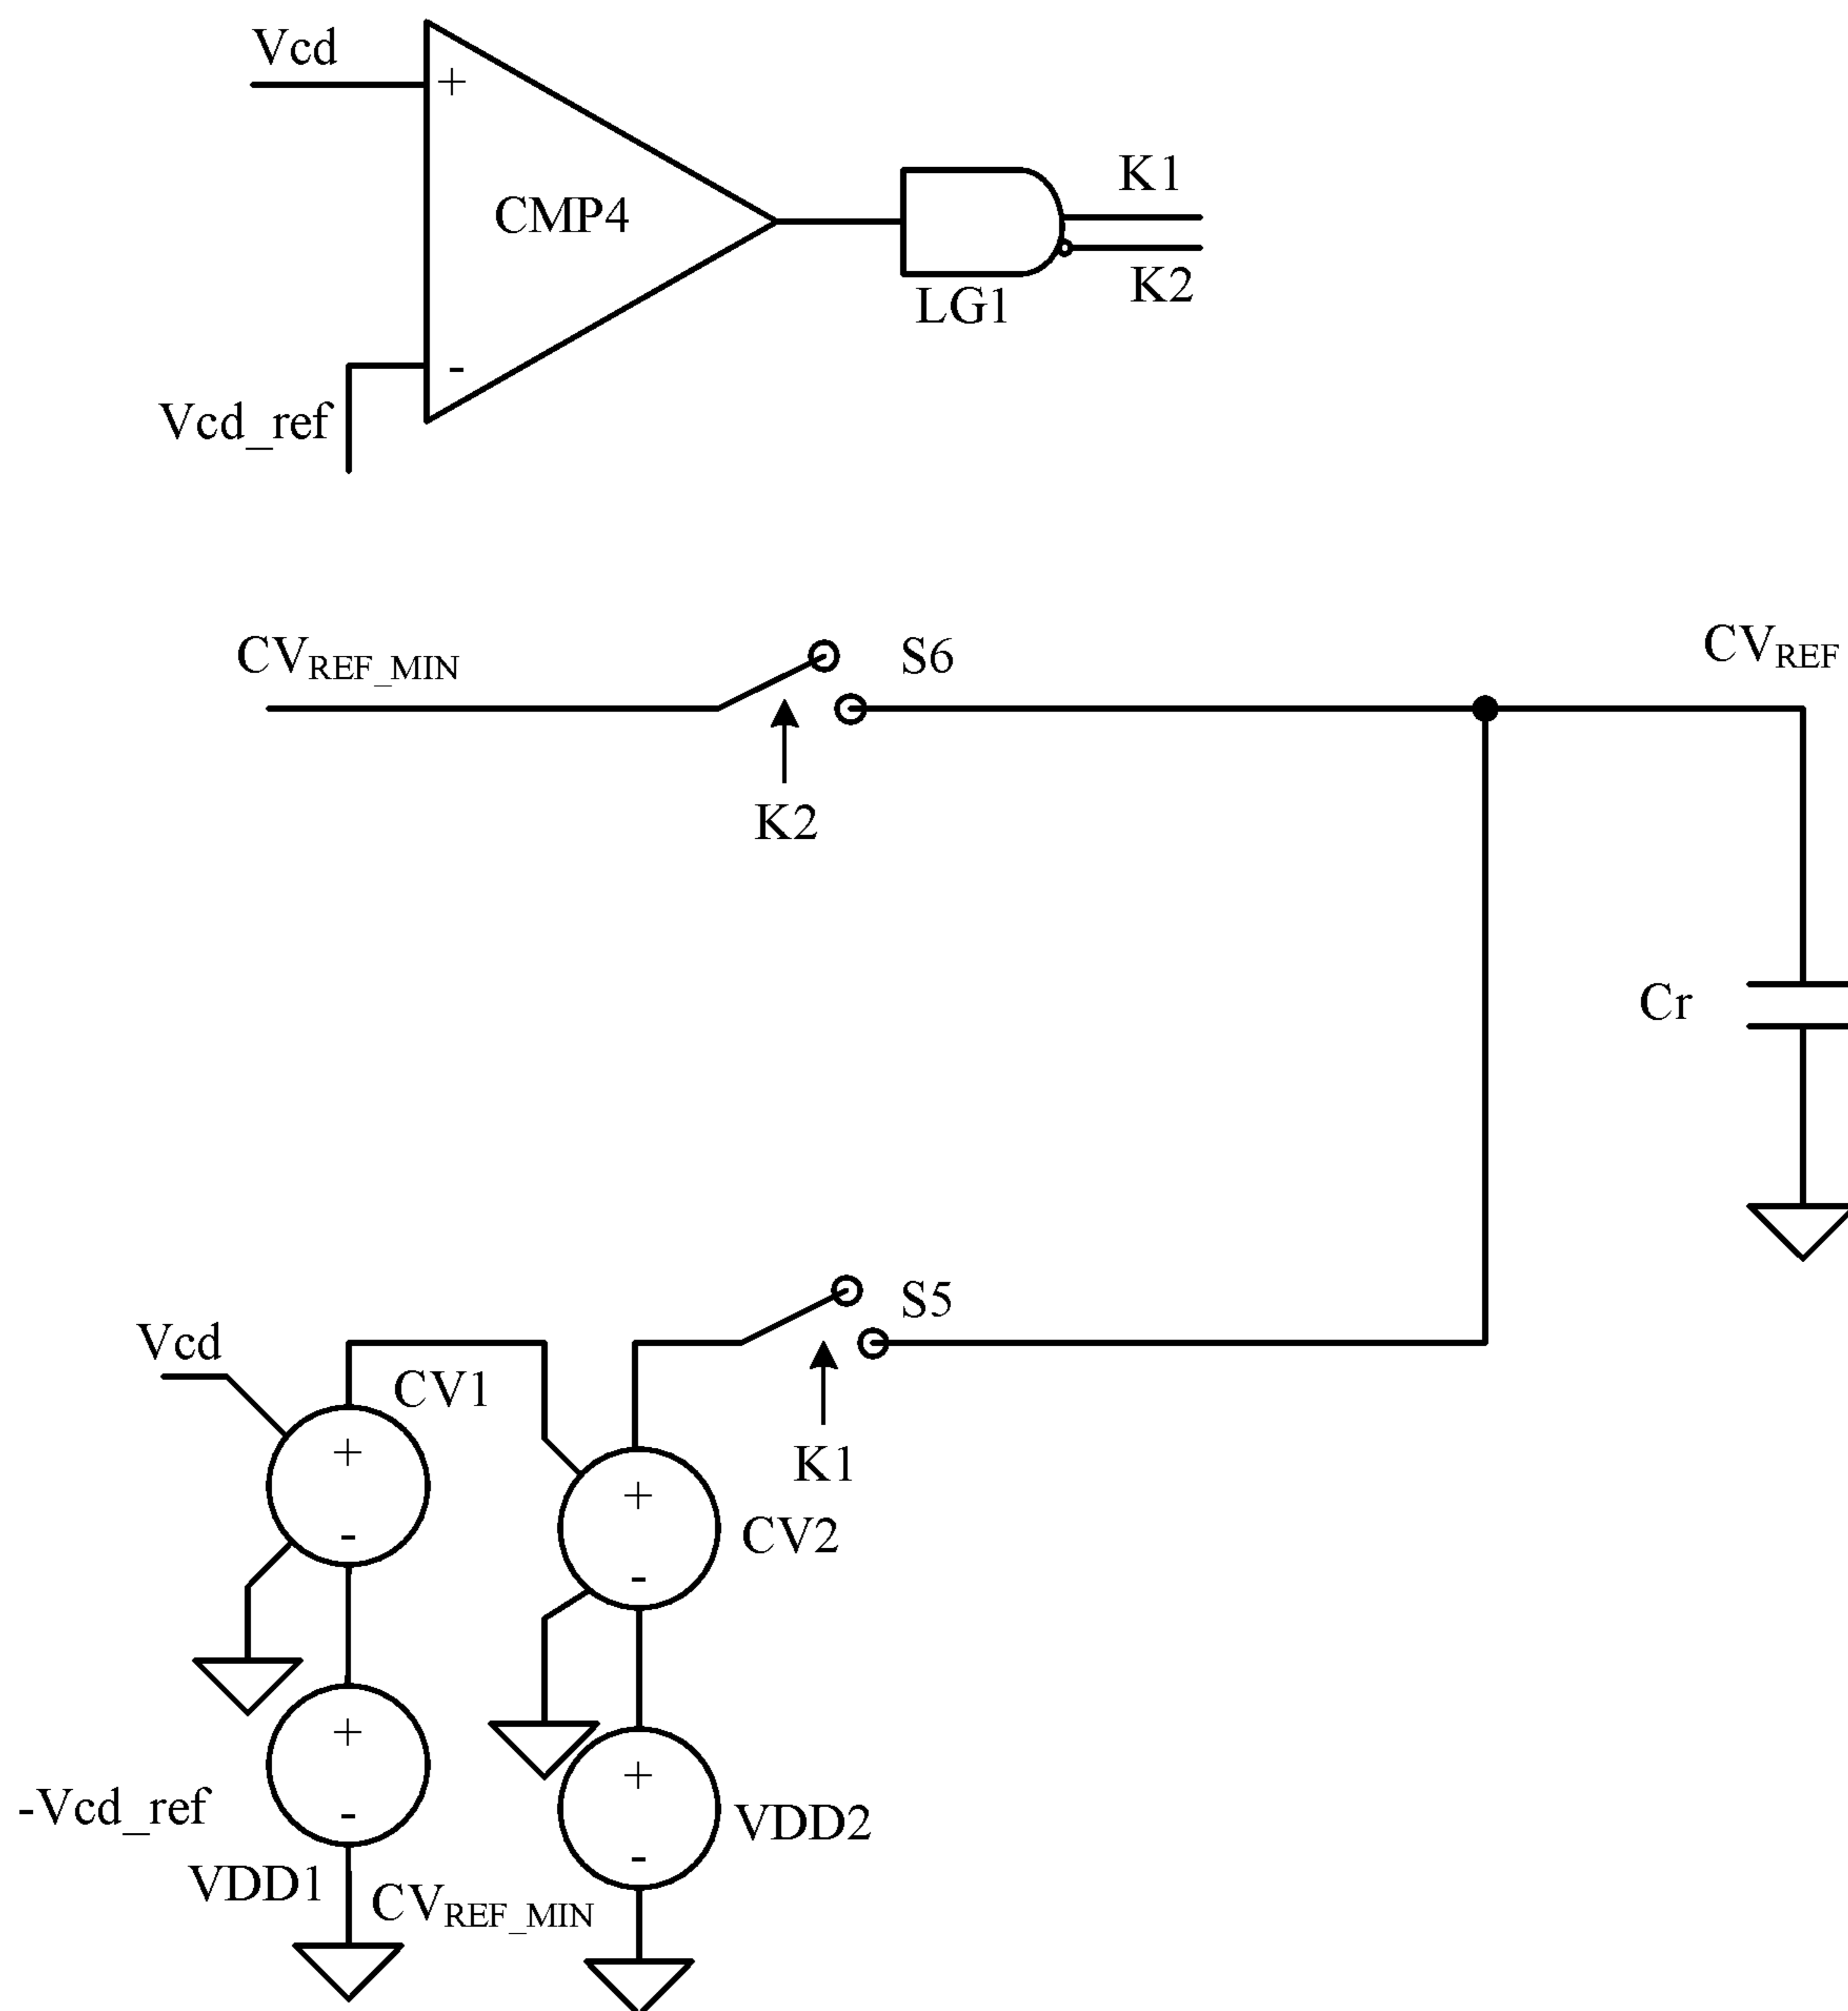 Vcd
+
CMP4
-
Vcd_ref
K1
K2
LG1
CVREF_MIN
S6
CVREF
K2
Cr
S5
Vcd
CV1
K1
+
-
+
-
CV2
+
-
-Vcd_ref
VDD1
+
-
VDD2
CVREF_MIN